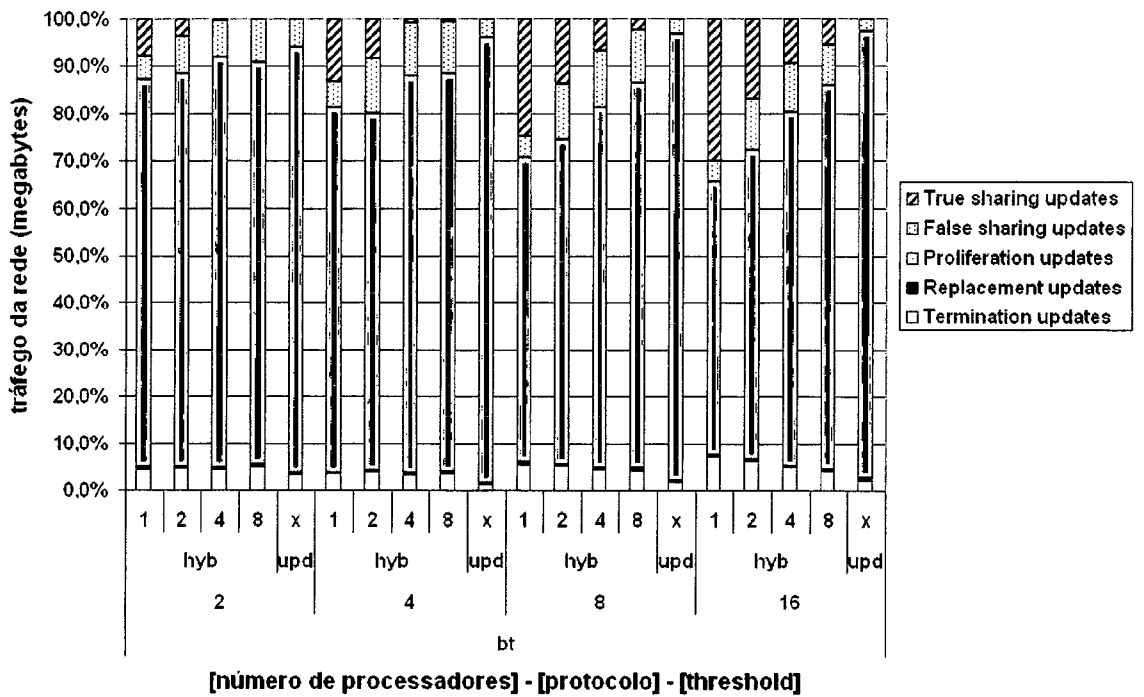 100,0%
90,0%
80,0%
70,0%
60,0%
50,0%
40,0%
30,0%
20,0%
10,0%
0,0%
tráfego da rede (megabytes)
True sharing updates
False sharing updates
Proliferation updates
Replacement updates
Termination updates
1 2 4 8 x 1 2 4 8 x 1 2 4 8 x 1 2 4 8 x
hyb upd hyb upd hyb upd hyb upd
2 4 8 16
bt
[número de processadores] - [protocolo] - [threshold]